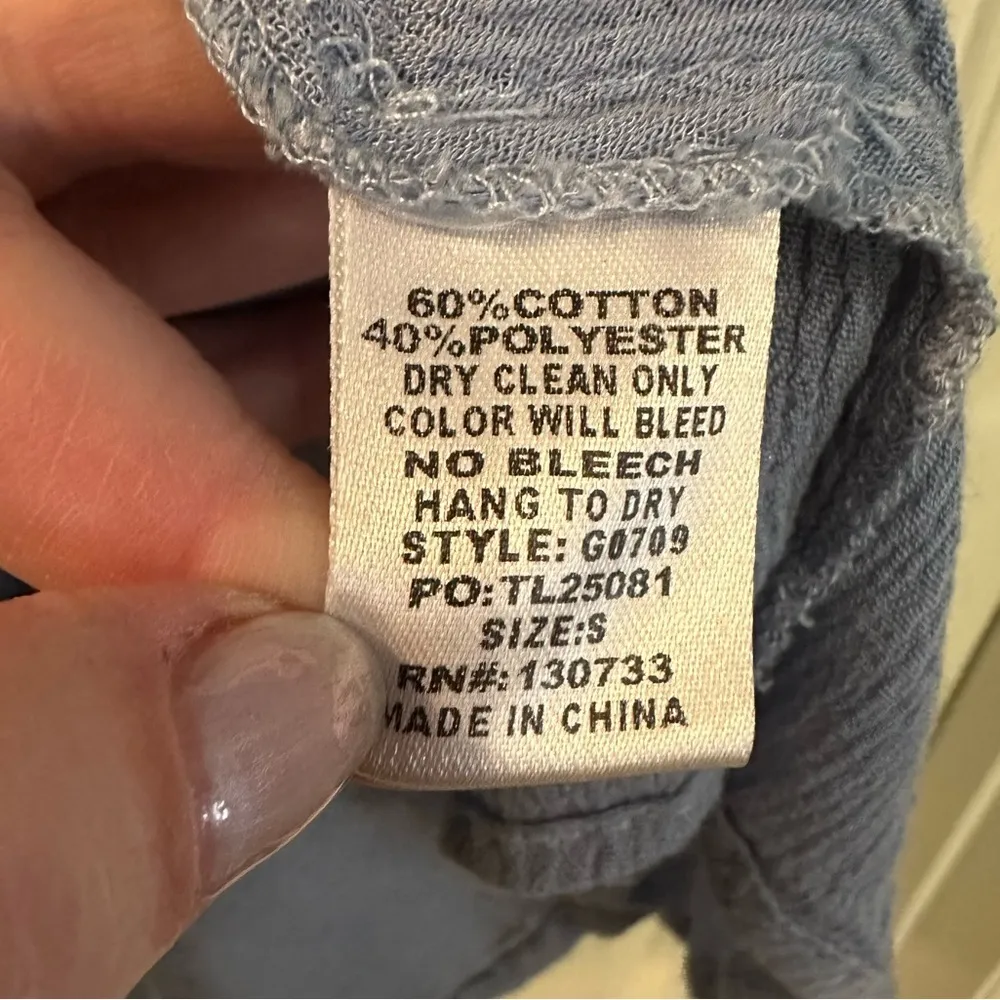 60%COTTON
40%POLYESTER
DRY CLEAN ONLY
COLOR WILL BLEED
NO BLEECH
HANG TO DRY
STYLE: G0709
PO:TL25081
SIZE:S
RN#:130733
MADE IN CHINA